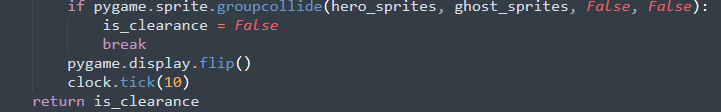 if pygame.sprite.groupcollide(hero_sprites, ghost_sprites, False, False):
is_clearance = False
break
pygame.display.flip()
clock.tick(10)
return is_clearance